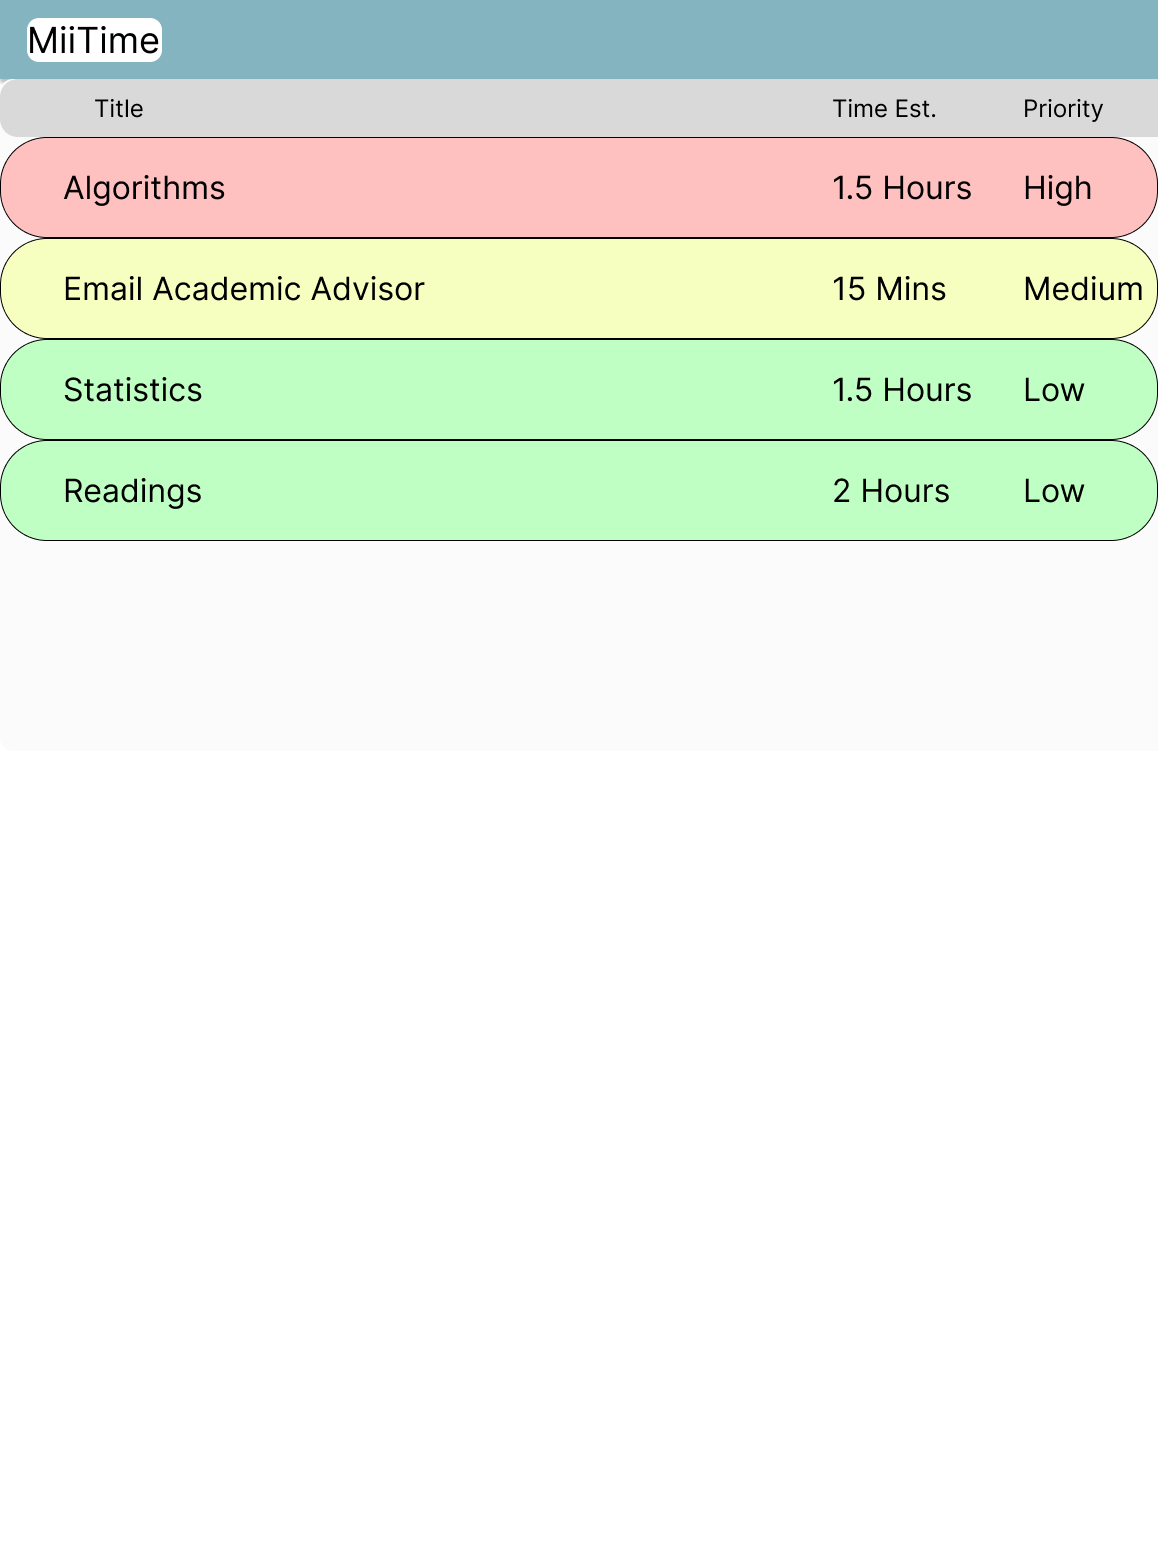 MiiTime
Title Time Est. Priority
Algorithms 1.5 Hours High
Email Academic Advisor 15 Mins Medium
Statistics 1.5 Hours Low
Readings 2 Hours Low